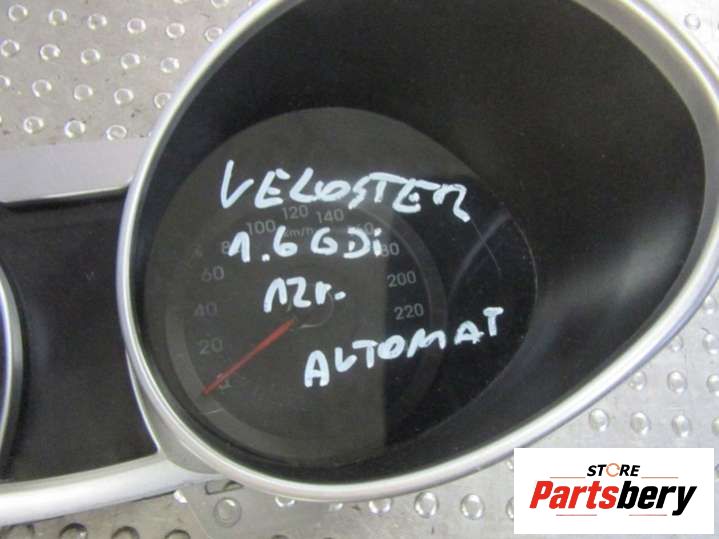 VELOSTER
100 120 140 160
km/h
80 1.6 GDi 180
60 200
12r.
40 220
AUTOMAT
20
0
STORE
Partsbery